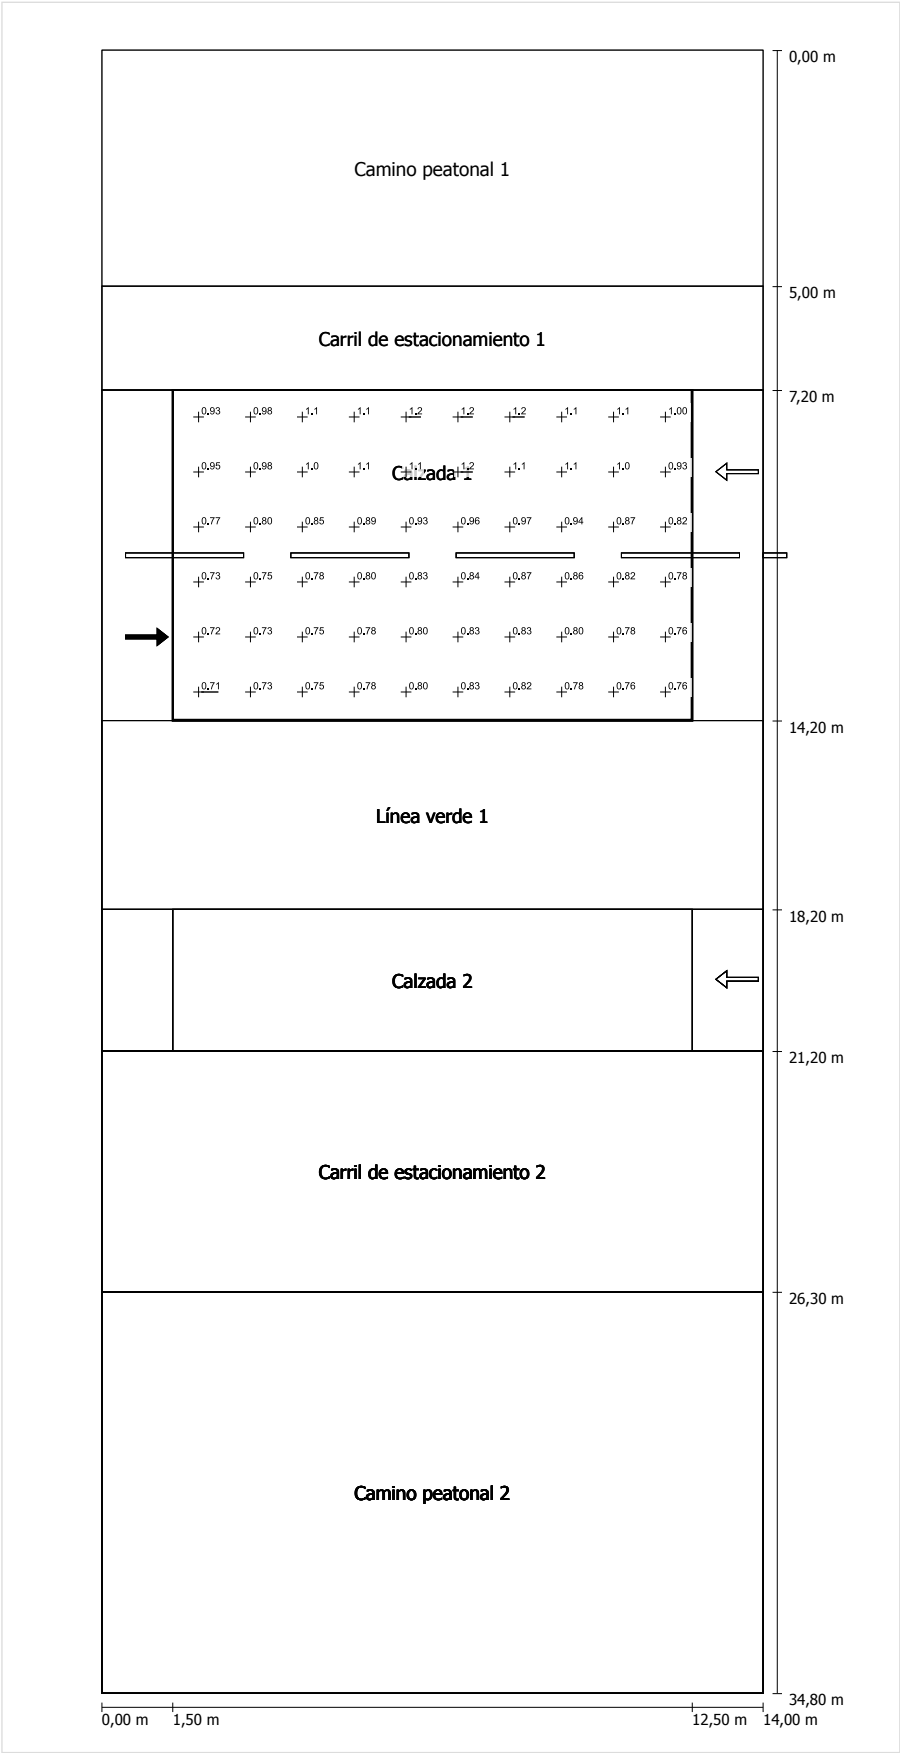 0,00 m
Camino peatonal 1
5,00 m
Carril de estacionamiento 1
7,20 m
0.93 0.98 1.1 1.1 1.2 1.2 1.2 1.1 1.1 1.00
0.95 0.98 1.0 1.1 1.1 1.2 1.1 1.1 1.0 0.93
Calzada 1
0.77 0.80 0.85 0.89 0.93 0.96 0.97 0.94 0.87 0.82
0.73 0.75 0.78 0.80 0.83 0.84 0.87 0.86 0.82 0.78
0.72 0.73 0.75 0.78 0.80 0.83 0.83 0.80 0.78 0.76
0.71 0.73 0.75 0.78 0.80 0.83 0.82 0.78 0.76 0.76
14,20 m
Línea verde 1
18,20 m
Calzada 2
21,20 m
Carril de estacionamiento 2
26,30 m
Camino peatonal 2
34,80 m
0,00 m 1,50 m 12,50 m 14,00 m